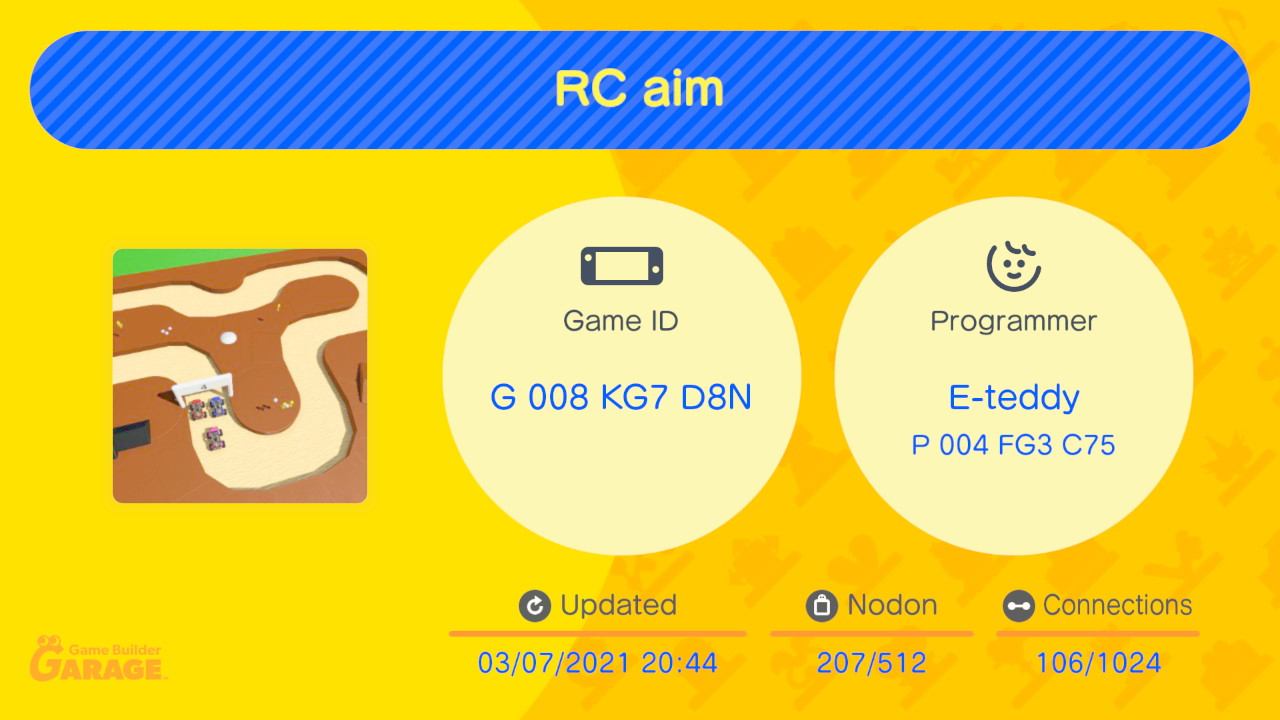 RC aim
Game ID
G 008 KG7 D8N
Programmer
E-teddy
P 004 FG3 C75
Updated
03/07/2021 20:44
Nodon
207/512
Connections
106/1024
Game Builder
GARAGE